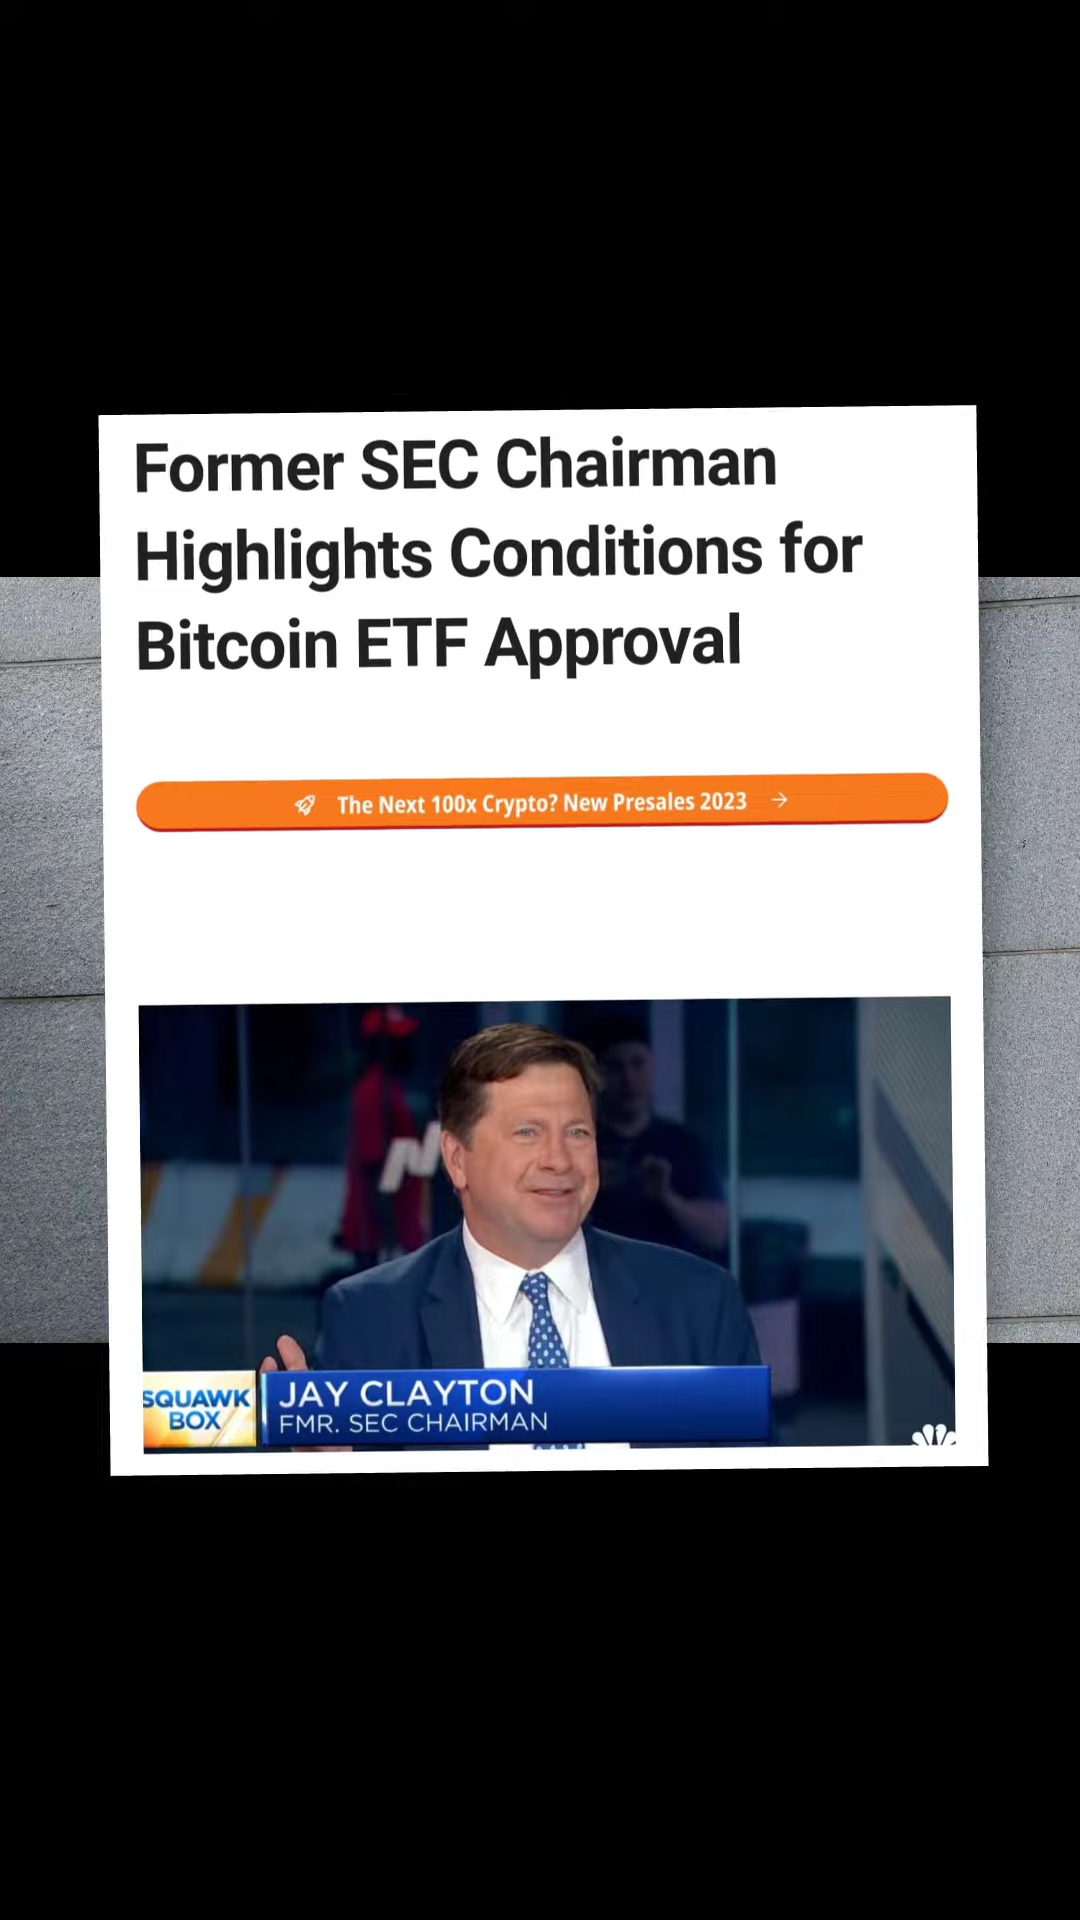 Former SEC Chairman
Highlights Conditions for
Bitcoin ETF Approval
The Next 100x Crypto? New Presales 2023
SQUAWK
BOX
JAY CLAYTON
FMR. SEC CHAIRMAN